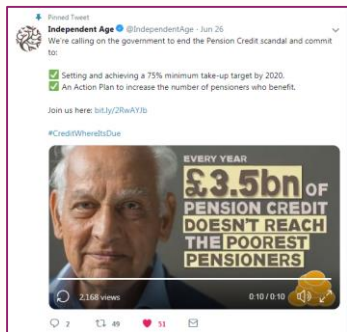 Pinned Tweet
Independent Age @IndependentAge · Jun 26
We're calling on the government to end the Pension Credit scandal and commit
to:
✅ Setting and achieving a 75% minimum take-up target by 2020.
✅ An Action Plan to increase the number of pensioners who benefit.
Join us here: bit.ly/2RwAYJb
#CreditWhereItsDue
EVERY YEAR
£3.5bn OF
PENSION CREDIT
DOESN'T REACH
THE POOREST
PENSIONERS
2,168 views
0:10 / 0:10
2 49 51